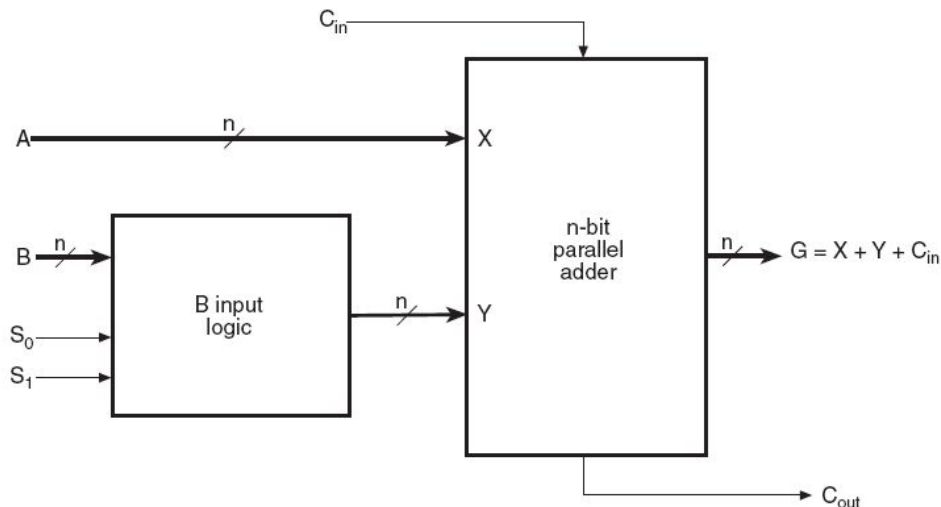 C_in
n
A
X
n
B
n-bit
parallel
adder
n
G = X + Y + C_in
B input
logic
n
Y
S_0
S_1
C_out